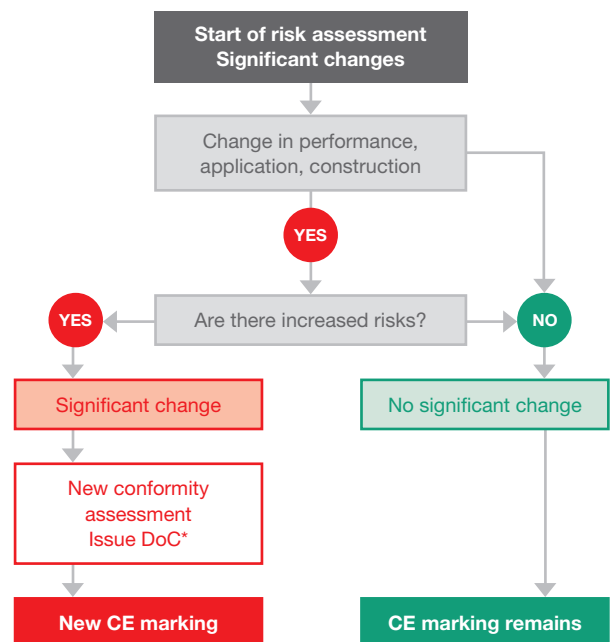 Start of risk assessment
Significant changes
Change in performance,
application, construction
YES
YES
Are there increased risks?
NO
Significant change
No significant change
New conformity
assessment
Issue DoC*
New CE marking
CE marking remains